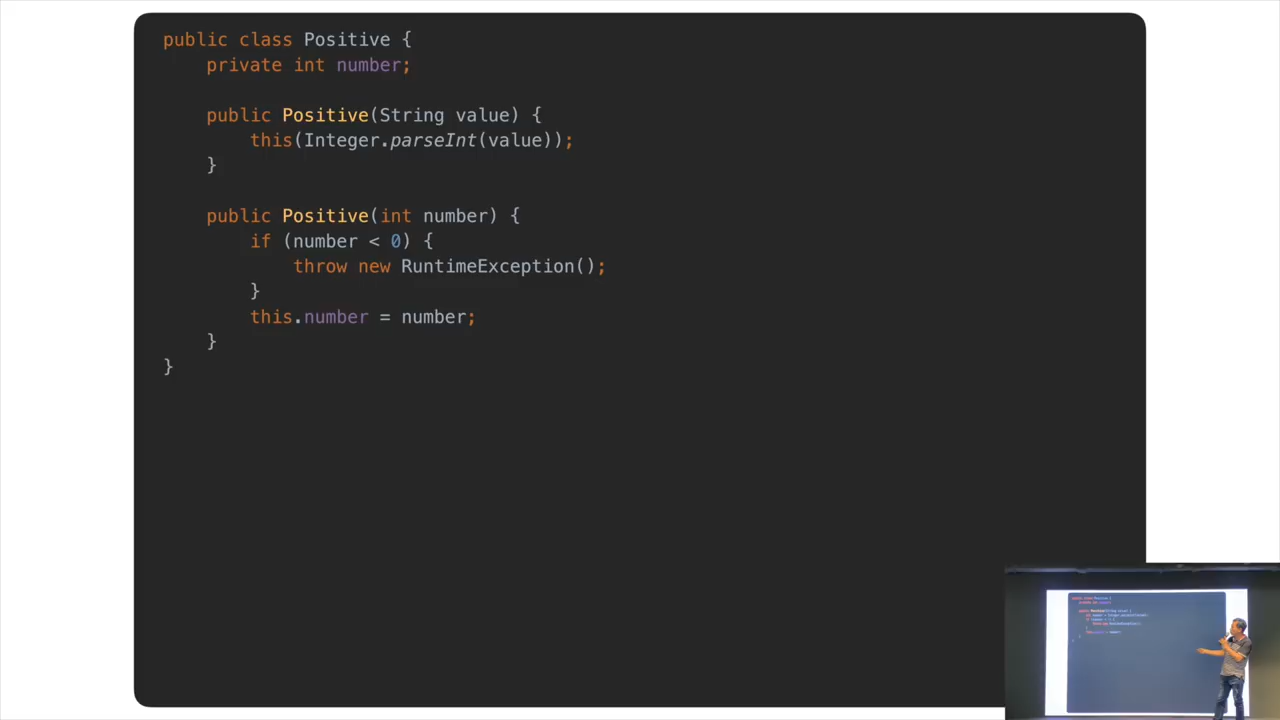 public class Positive {
    private int number;

    public Positive(String value) {
        this(Integer.parseInt(value));
    }

    public Positive(int number) {
        if (number < 0) {
            throw new RuntimeException();
        }
        this.number = number;
    }
}